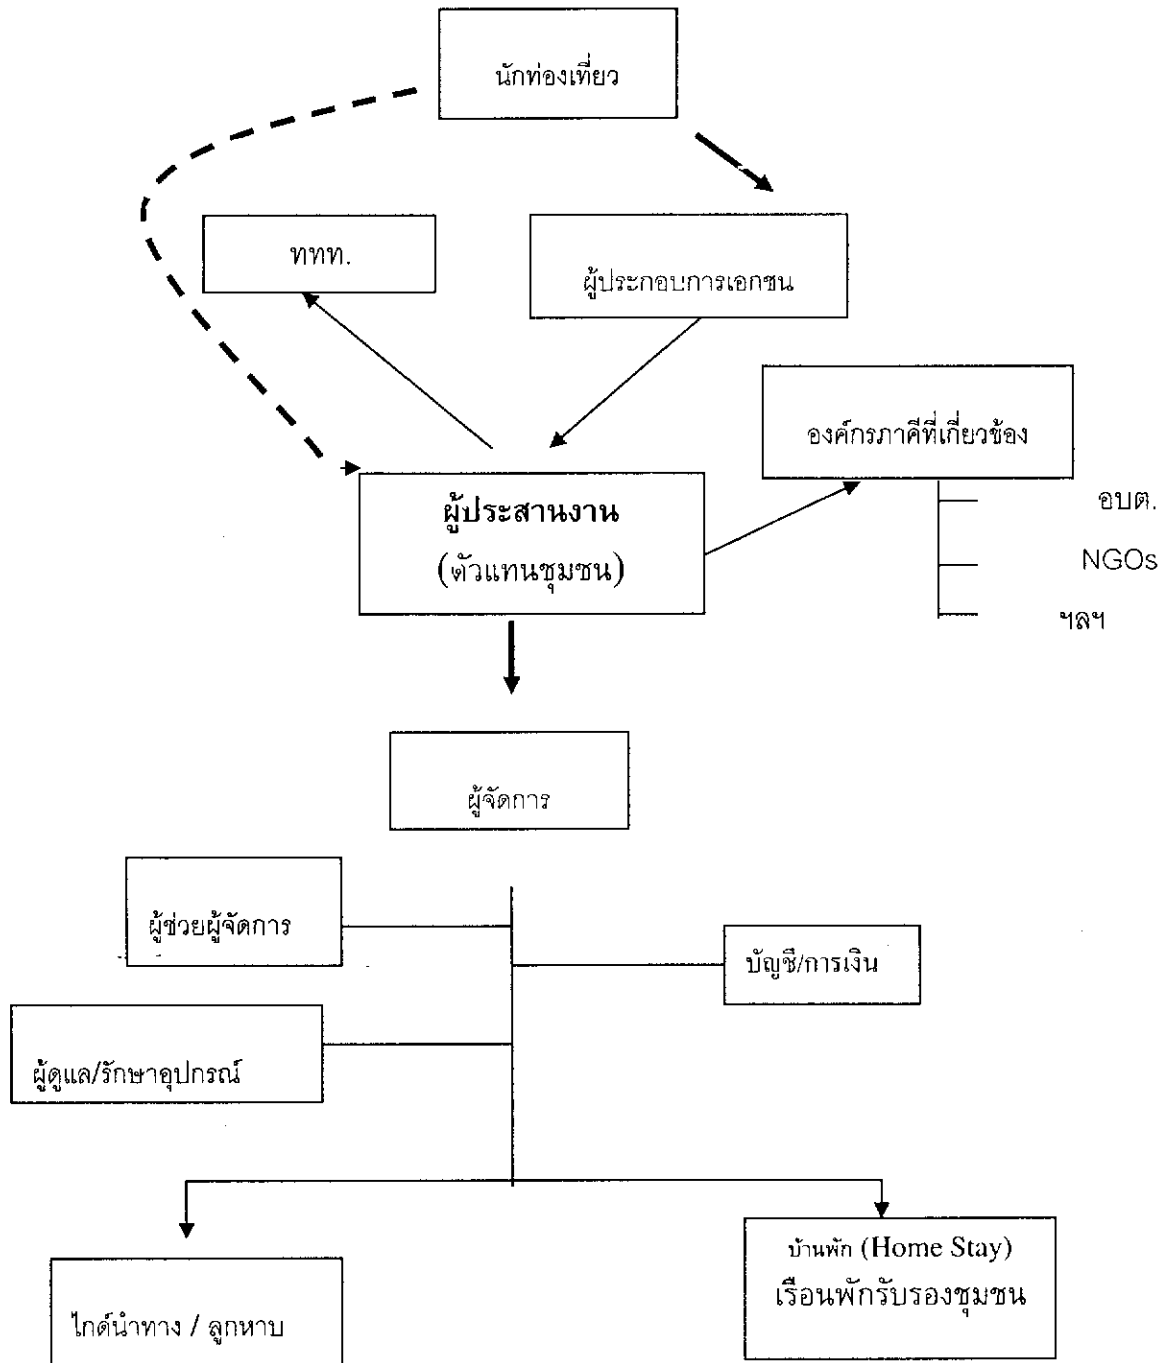 นักท่องเที่ยว
ททท.
ผู้ประกอบการเอกชน
องค์กรภาคีที่เกี่ยวข้อง
อบต.
NGOs
ฯลฯ
ผู้ประสานงาน
(ตัวแทนชุมชน)
ผู้จัดการ
ผู้ช่วยผู้จัดการ
บัญชี/การเงิน
ผู้ดูแล/รักษาอุปกรณ์
ไกด์นำทาง / ลูกหาบ
บ้านพัก (Home Stay)
เรือนพักรับรองชุมชน